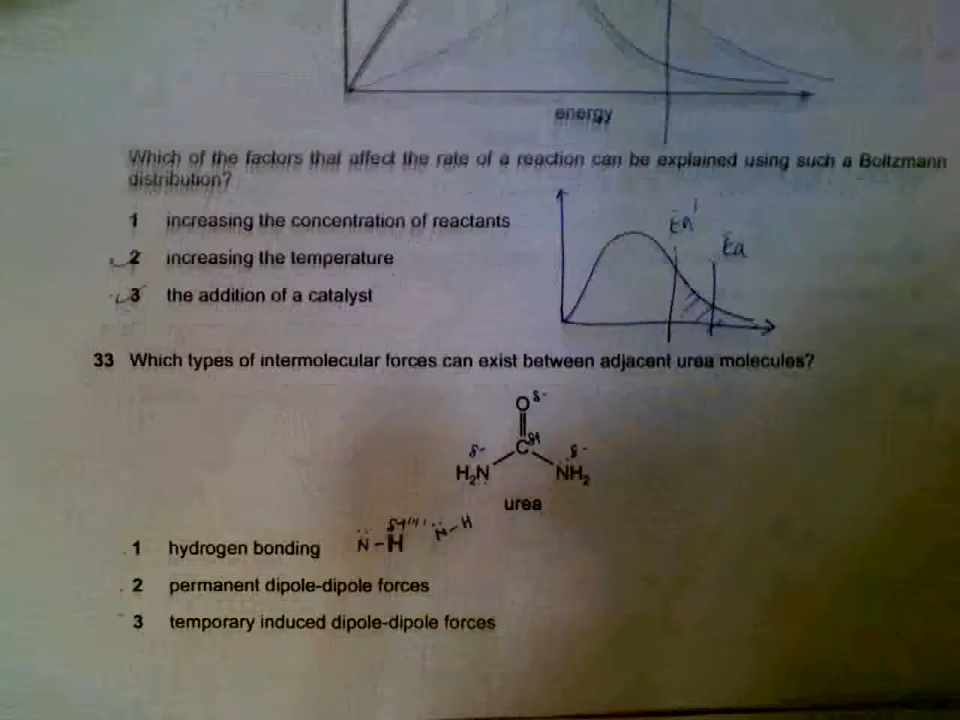 energy
Which of the factors that affect the rate of a reaction can be explained using such a Boltzmann
distribution?
1 increasing the concentration of reactants
2 increasing the temperature
3 the addition of a catalyst
Ea'
Ea
33 Which types of intermolecular forces can exist between adjacent urea molecules?
O δ-
C δ+
δ- δ-
H₂N NH₂
urea
1 hydrogen bonding
N-H δ+ N-H
2 permanent dipole-dipole forces
3 temporary induced dipole-dipole forces